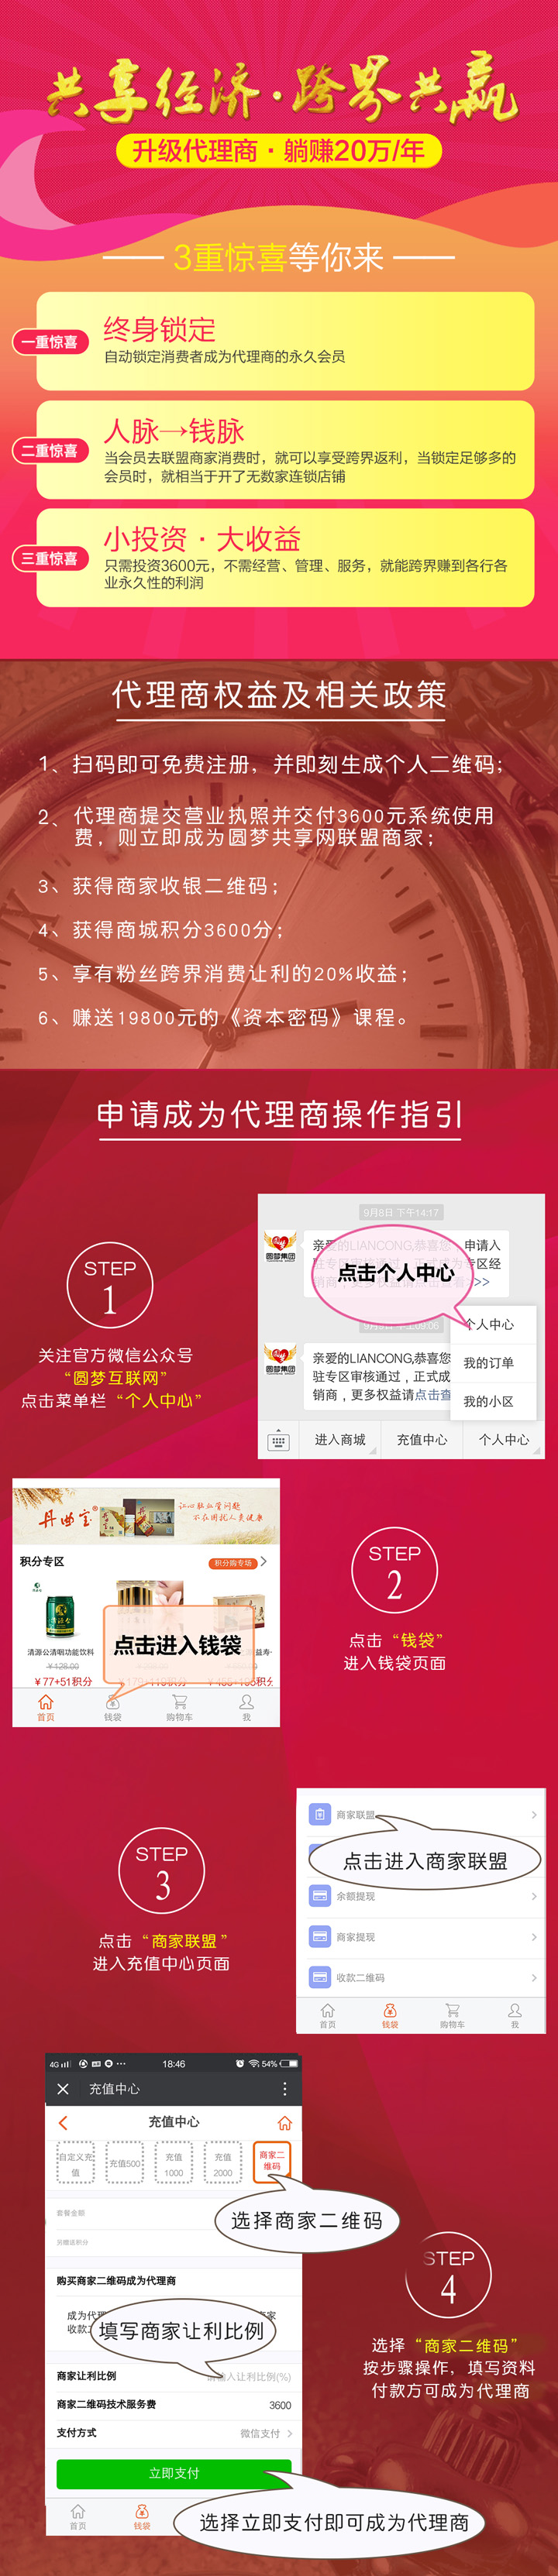 共享经济·跨界共赢
升级代理商·躺赚20万/年
3重惊喜等你来
一重惊喜
终身锁定
自动锁定消费者成为代理商的永久会员
二重惊喜
人脉→钱脉
当会员去联盟商家消费时，就可以享受跨界返利，当锁定足够多的
会员时，就相当于开了无数家连锁店铺
三重惊喜
小投资·大收益
只需投资3600元，不需经营、管理、服务，就能跨界赚到各行各
业永久性的利润
代理商权益及相关政策
1、扫码即可免费注册，并即刻生成个人二维码；
2、代理商提交营业执照并交付3600元系统使用
费，则立即成为圆梦共享网联盟商家；
3、获得商家收银二维码；
4、获得商城积分3600分；
5、享有粉丝跨界消费让利的20%收益；
6、赚送19800元的《资本密码》课程。
申请成为代理商操作指引
STEP
1
关注官方微信公众号
“圆梦互联网”
点击菜单栏“个人中心”
9月8日 下午14:17
圆梦集团
亲爱的LIANCONG,恭喜您 申请入
专区经
点击个人中心
>>
圆梦集团
亲爱的LIANCONG,恭喜您
驻专区审核通过，正式成
销商，更多权益请点击查
个人中心
我的订单
我的小区
进入商城
充值中心
个人中心
丹曲宝®
让心脑血管问题
不在困扰人类健康
积分专区
积分购专场
清源公清咽功能饮料
￥128.00
￥77+51积分
点击进入钱袋
首页
钱袋
购物车
我
STEP
2
点击“钱袋”
进入钱袋页面
STEP
3
点击“商家联盟”
进入充值中心页面
商家联盟
点击进入商家联盟
余额提现
商家提现
收款二维码
首页
钱袋
购物车
我
4G
18:46
54%
充值中心
充值中心
自定义充
值
充值500
充值
1000
充值
2000
商家二
维码
套餐金额
选择商家二维码
另赠送积分
购买商家二维码成为代理商
成为代理
收款二
家
填写商家让利比例
商家让利比例
入让利比例(%)
商家二维码技术服务费
3600
支付方式
微信支付
立即支付
首页
钱袋
选择立即支付即可成为代理商
STEP
4
选择“商家二维码”
按步骤操作，填写资料
付款方可成为代理商